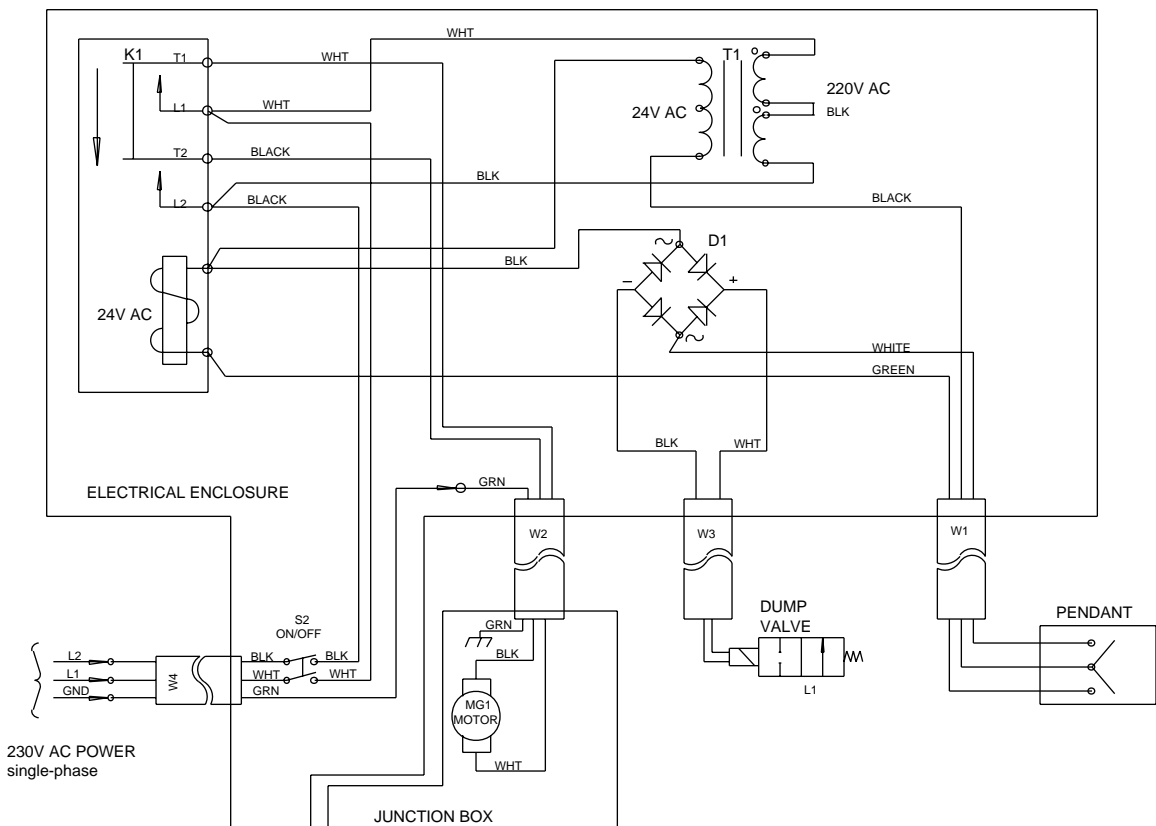 WHT
K1
T1
WHT
T1
220V AC
24V AC
L1
WHT
BLK
T2
BLACK
BLK
L2
BLACK
BLACK
D1
BLK
–
+
24V AC
WHITE
GREEN
BLK
WHT
ELECTRICAL ENCLOSURE
GRN
W2
W3
W1
S2
ON/OFF
DUMP
VALVE
PENDANT
GRN
L2
BLK
BLK
BLK
L1
WHT
WHT
GND
GRN
W4
L1
MG1
MOTOR
230V AC POWER
single-phase
WHT
JUNCTION BOX